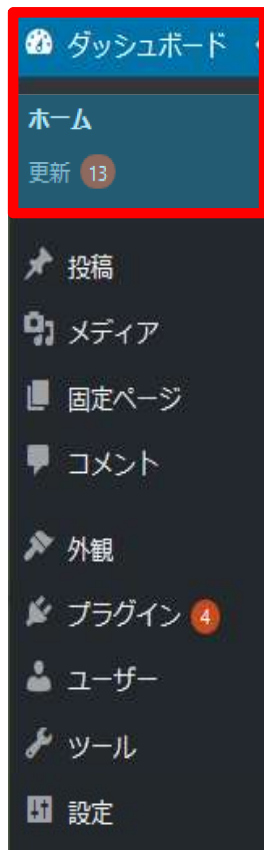 ダッシュボード
ホーム
更新 13
投稿
メディア
固定ページ
コメント
外観
プラグイン 4
ユーザー
ツール
設定